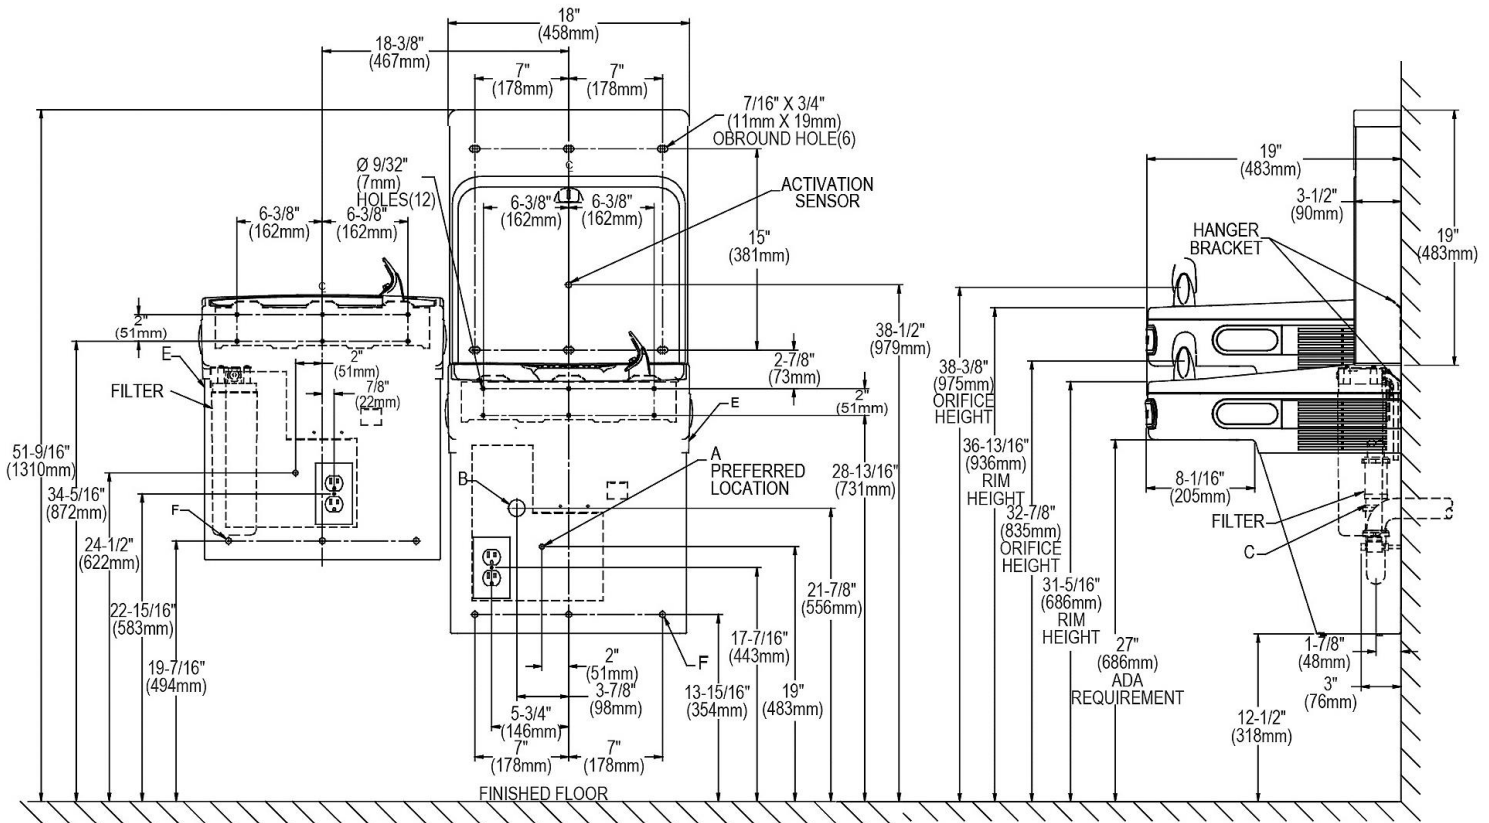 18"
(458mm)
18-3/8"
(467mm)
7"
(178mm)
7"
(178mm)
7/16" X 3/4"
(11mm X 19mm)
OBROUND HOLE(6)
Ø 9/32"
(7mm)
HOLES(12)
ACTIVATION
SENSOR
6-3/8"
(162mm)
6-3/8"
(162mm)
6-3/8"
(162mm)
6-3/8"
(162mm)
15"
(381mm)
C
C
2"
(51mm)
E
FILTER
2"
(51mm)
7/8"
(22mm)
38-1/2"
(979mm)
2-7/8"
(73mm)
2"
(51mm)
E
51-9/16"
(1310mm)
34-5/16"
(872mm)
24-1/2"
(622mm)
22-15/16"
(583mm)
19-7/16"
(494mm)
F
B
A
PREFERRED
LOCATION
28-13/16"
(731mm)
21-7/8"
(556mm)
17-7/16"
(443mm)
19"
(483mm)
13-15/16"
(354mm)
F
2"
(51mm)
3-7/8"
(98mm)
5-3/4"
(146mm)
7"
(178mm)
7"
(178mm)
FINISHED FLOOR
19"
(483mm)
3-1/2"
(90mm)
HANGER
BRACKET
19"
(483mm)
38-3/8"
(975mm)
ORIFICE
HEIGHT
36-13/16"
(936mm)
RIM
HEIGHT
32-7/8"
(835mm)
ORIFICE
HEIGHT
31-5/16"
(686mm)
RIM
HEIGHT
27"
(686mm)
ADA
REQUIREMENT
8-1/16"
(205mm)
FILTER
C
1-7/8"
(48mm)
3"
(76mm)
12-1/2"
(318mm)